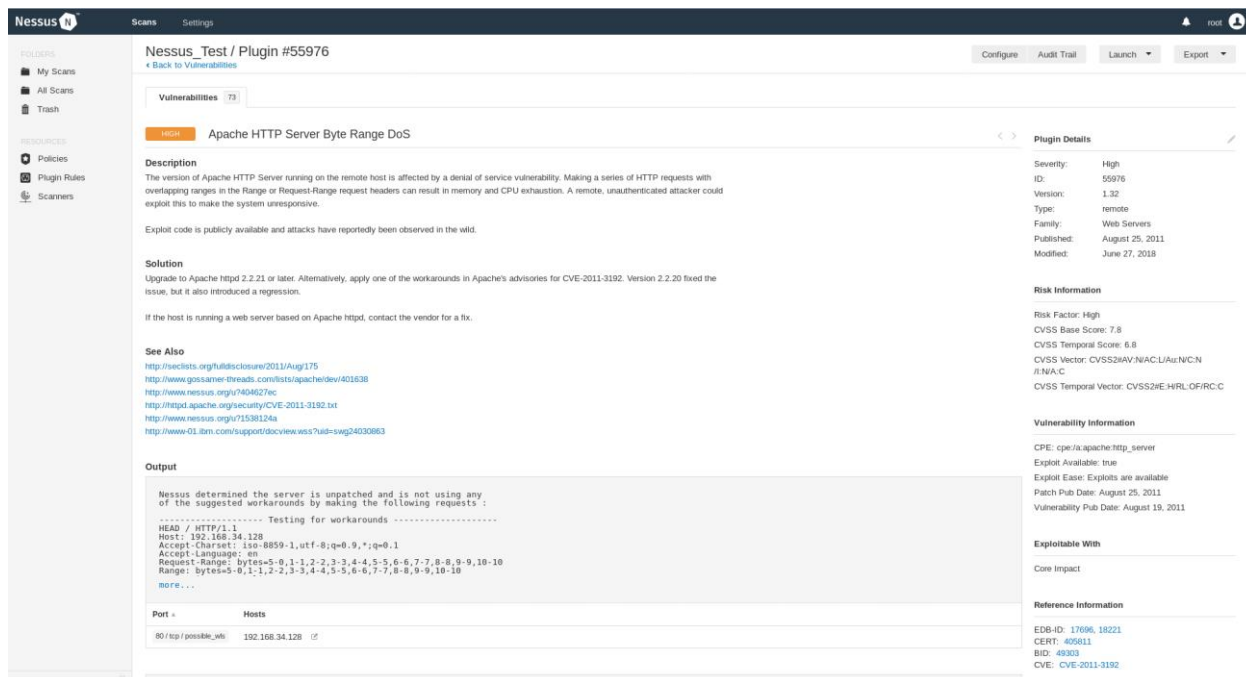 Nessus N
Scans Settings
root
FOLDERS
My Scans
All Scans
Trash
RESOURCES
Policies
Plugin Rules
Scanners
Nessus_Test / Plugin #55976
Back to Vulnerabilities
Configure Audit Trail Launch Export
Vulnerabilities 73
HIGH Apache HTTP Server Byte Range DoS
Description
The version of Apache HTTP Server running on the remote host is affected by a denial of service vulnerability. Making a series of HTTP requests with
overlapping ranges in the Range or Request-Range request headers can result in memory and CPU exhaustion. A remote, unauthenticated attacker could
exploit this to make the system unresponsive.
Exploit code is publicly available and attacks have reportedly been observed in the wild.
Solution
Upgrade to Apache httpd 2.2.21 or later. Alternatively, apply one of the workarounds in Apache's advisories for CVE-2011-3192. Version 2.2.20 fixed the
issue, but it also introduced a regression.
If the host is running a web server based on Apache httpd, contact the vendor for a fix.
See Also
http://seclists.org/fulldisclosure/2011/Aug/175
http://www.gossamer-threads.com/lists/apache/dev/401638
http://www.nessus.org/u?404627ec
http://httpd.apache.org/security/CVE-2011-3192.txt
http://www.nessus.org/u?1538124a
http://www-01.ibm.com/support/docview.wss?uid=swg24030863
Output
Nessus determined the server is unpatched and is not using any
of the suggested workarounds by making the following requests :
-------------------- Testing for workarounds --------------------
HEAD / HTTP/1.1
Host: 192.168.34.128
Accept-Charset: iso-8859-1,utf-8;q=0.9,*;q=0.1
Accept-Language: en
Request-Range: bytes=5-0,1-1,2-2,3-3,4-4,5-5,6-6,7-7,8-8,9-9,10-10
Range: bytes=5-0,1-1,2-2,3-3,4-4,5-5,6-6,7-7,8-8,9-9,10-10
more...
Port Hosts
80 / tcp / possible_wls 192.168.34.128
Plugin Details
Severity: High
ID: 55976
Version: 1.32
Type: remote
Family: Web Servers
Published: August 25, 2011
Modified: June 27, 2018
Risk Information
Risk Factor: High
CVSS Base Score: 7.8
CVSS Temporal Score: 6.8
CVSS Vector: CVSS2#AV:N/AC:L/Au:N/C:N
/I:N/A:C
CVSS Temporal Vector: CVSS2#E:H/RL:OF/RC:C
Vulnerability Information
CPE: cpe:/a:apache:http_server
Exploit Available: true
Exploit Ease: Exploits are available
Patch Pub Date: August 25, 2011
Vulnerability Pub Date: August 19, 2011
Exploitable With
Core Impact
Reference Information
EDB-ID: 17696, 18221
CERT: 405811
BID: 49303
CVE: CVE-2011-3192